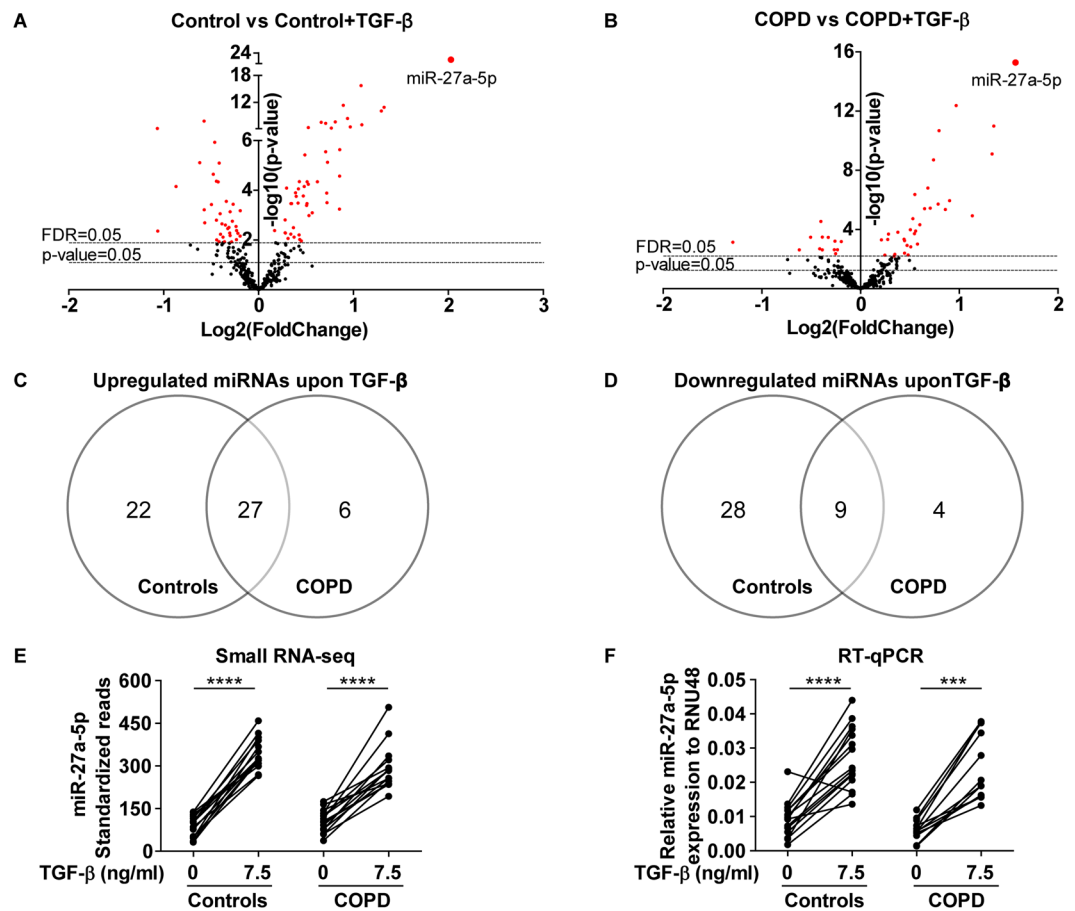 A
Control vs Control+TGF-β
24
18
12
6
4
2
-log10(p-value)
miR-27a-5p
FDR=0.05
p-value=0.05
-2 -1 0 1 2 3
Log2(FoldChange)
B
COPD vs COPD+TGF-β
16
12
8
4
-log10(p-value)
miR-27a-5p
FDR=0.05
p-value=0.05
-2 -1 0 1 2
Log2(FoldChange)
C
Upregulated miRNAs upon TGF-β
22 27 6
Controls COPD
D
Downregulated miRNAs uponTGF-β
28 9 4
Controls COPD
E
Small RNA-seq
miR-27a-5p
Standardized reads
600
450
300
150
0
**** ****
TGF-β (ng/ml) 0 7.5 0 7.5
Controls COPD
F
RT-qPCR
Relative miR-27a-5p
expression to RNU48
0.05
0.04
0.03
0.02
0.01
0.00
**** ***
TGF-β (ng/ml) 0 7.5 0 7.5
Controls COPD